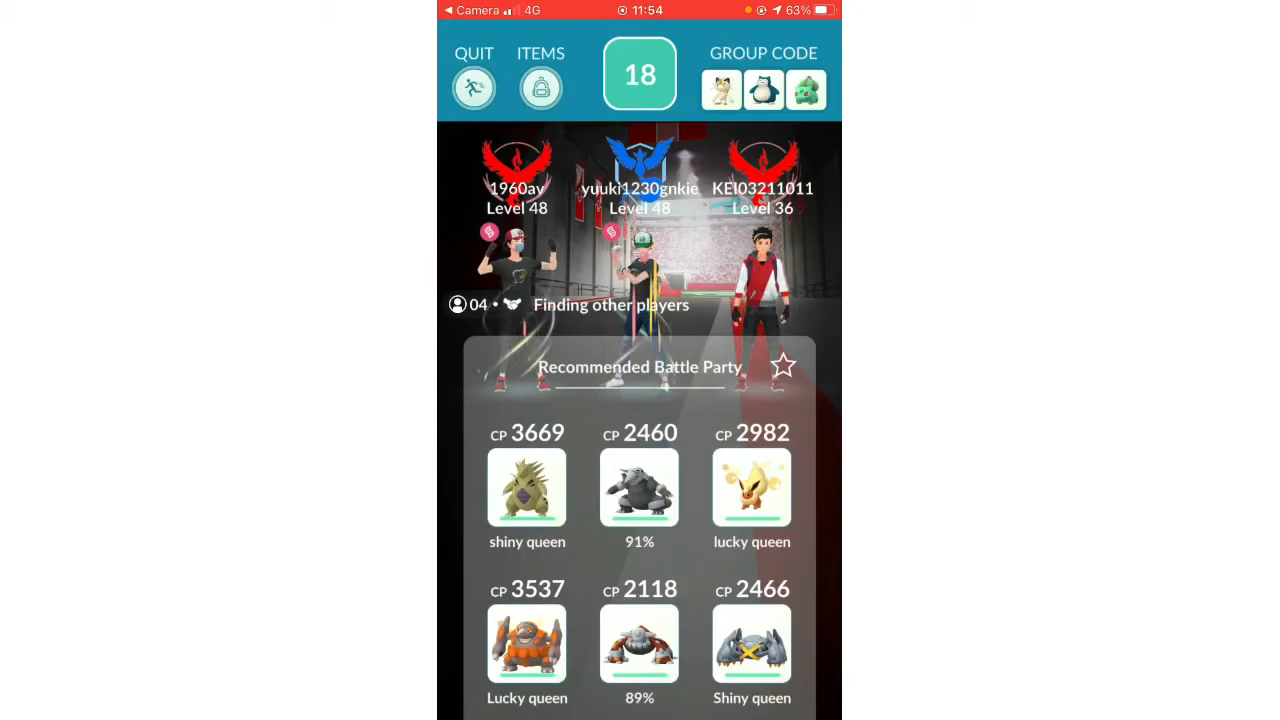 ◀ Camera 4G 11:54 63%
QUIT ITEMS 18 GROUP CODE
1960av yuuki1230gnkie KEI03211011
Level 48 Level 48 Level 36
04 • Finding other players
Recommended Battle Party
CP 3669 CP 2460 CP 2982
shiny queen 91% lucky queen
CP 3537 CP 2118 CP 2466
Lucky queen 89% Shiny queen